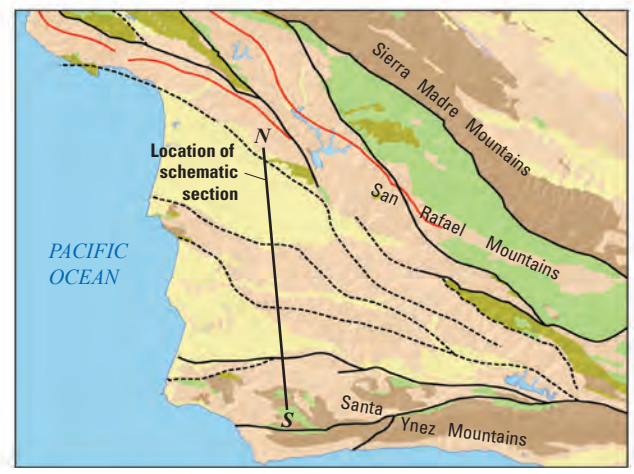 Sierra Madre Mountains
N
Location of
schematic
section
San Rafael Mountains
PACIFIC
OCEAN
S
Santa
Ynez Mountains